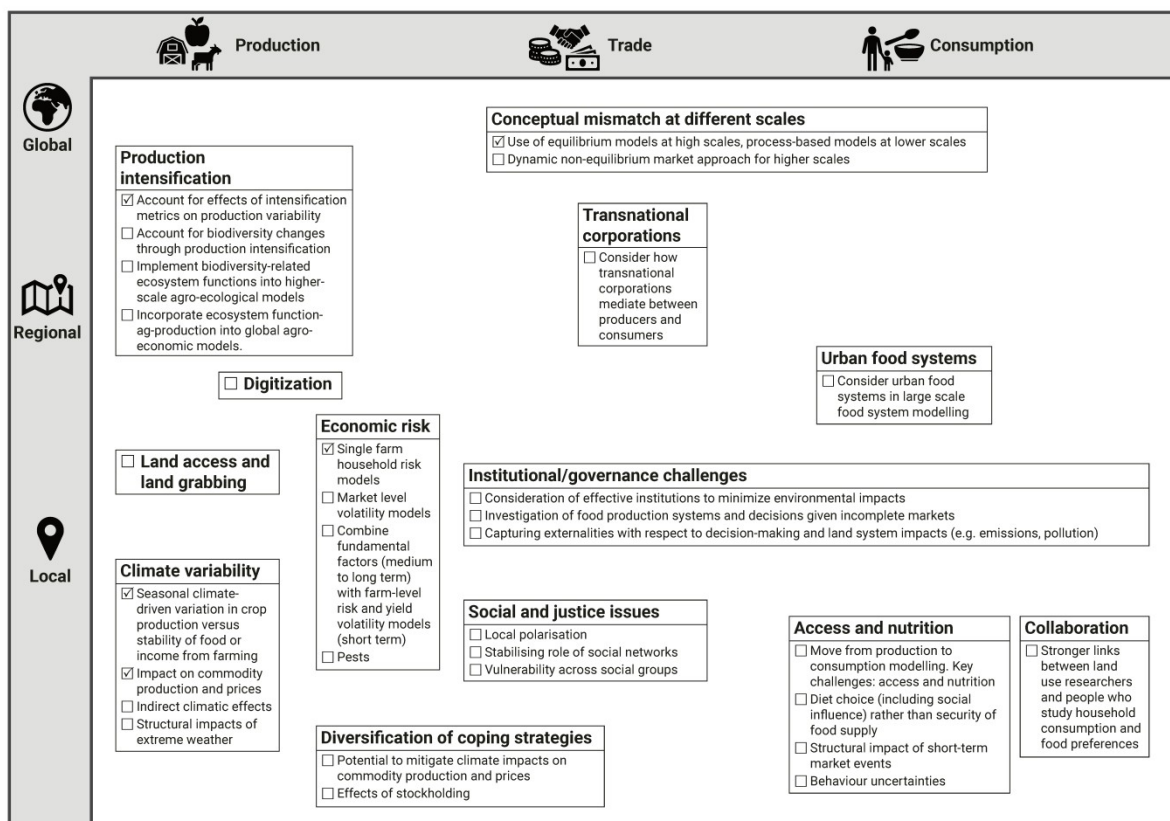 Production
Trade
Consumption
Global
Regional
Local
Conceptual mismatch at different scales
☑ Use of equilibrium models at high scales, process-based models at lower scales
☐ Dynamic non-equilibrium market approach for higher scales
Production
intensification
☑ Account for effects of intensification
metrics on production variability
☐ Account for biodiversity changes
through production intensification
☐ Implement biodiversity-related
ecosystem functions into higher-
scale agro-ecological models
☐ Incorporate ecosystem function-
ag-production into global agro-
economic models.
Transnational
corporations
☐ Consider how
transnational
corporations
mediate between
producers and
consumers
Urban food systems
☐ Consider urban food
systems in large scale
food system modelling
☐ Digitization
☐ Land access and
land grabbing
Economic risk
☑ Single farm
household risk
models
☐ Market level
volatility models
☐ Combine
fundamental
factors (medium
to long term)
with farm-level
risk and yield
volatility models
(short term)
☐ Pests
Institutional/governance challenges
☐ Consideration of effective institutions to minimize environmental impacts
☐ Investigation of food production systems and decisions given incomplete markets
☐ Capturing externalities with respect to decision-making and land system impacts (e.g. emissions, pollution)
Climate variability
☑ Seasonal climate-
driven variation in crop
production versus
stability of food or
income from farming
☑ Impact on commodity
production and prices
☐ Indirect climatic effects
☐ Structural impacts of
extreme weather
Social and justice issues
☐ Local polarisation
☐ Stabilising role of social networks
☐ Vulnerability across social groups
Access and nutrition
☐ Move from production to
consumption modelling. Key
challenges: access and nutrition
☐ Diet choice (including social
influence) rather than security of
food supply
☐ Structural impact of short-term
market events
☐ Behaviour uncertainties
Collaboration
☐ Stronger links
between land
use researchers
and people who
study household
consumption and
food preferences
Diversification of coping strategies
☐ Potential to mitigate climate impacts on
commodity production and prices
☐ Effects of stockholding